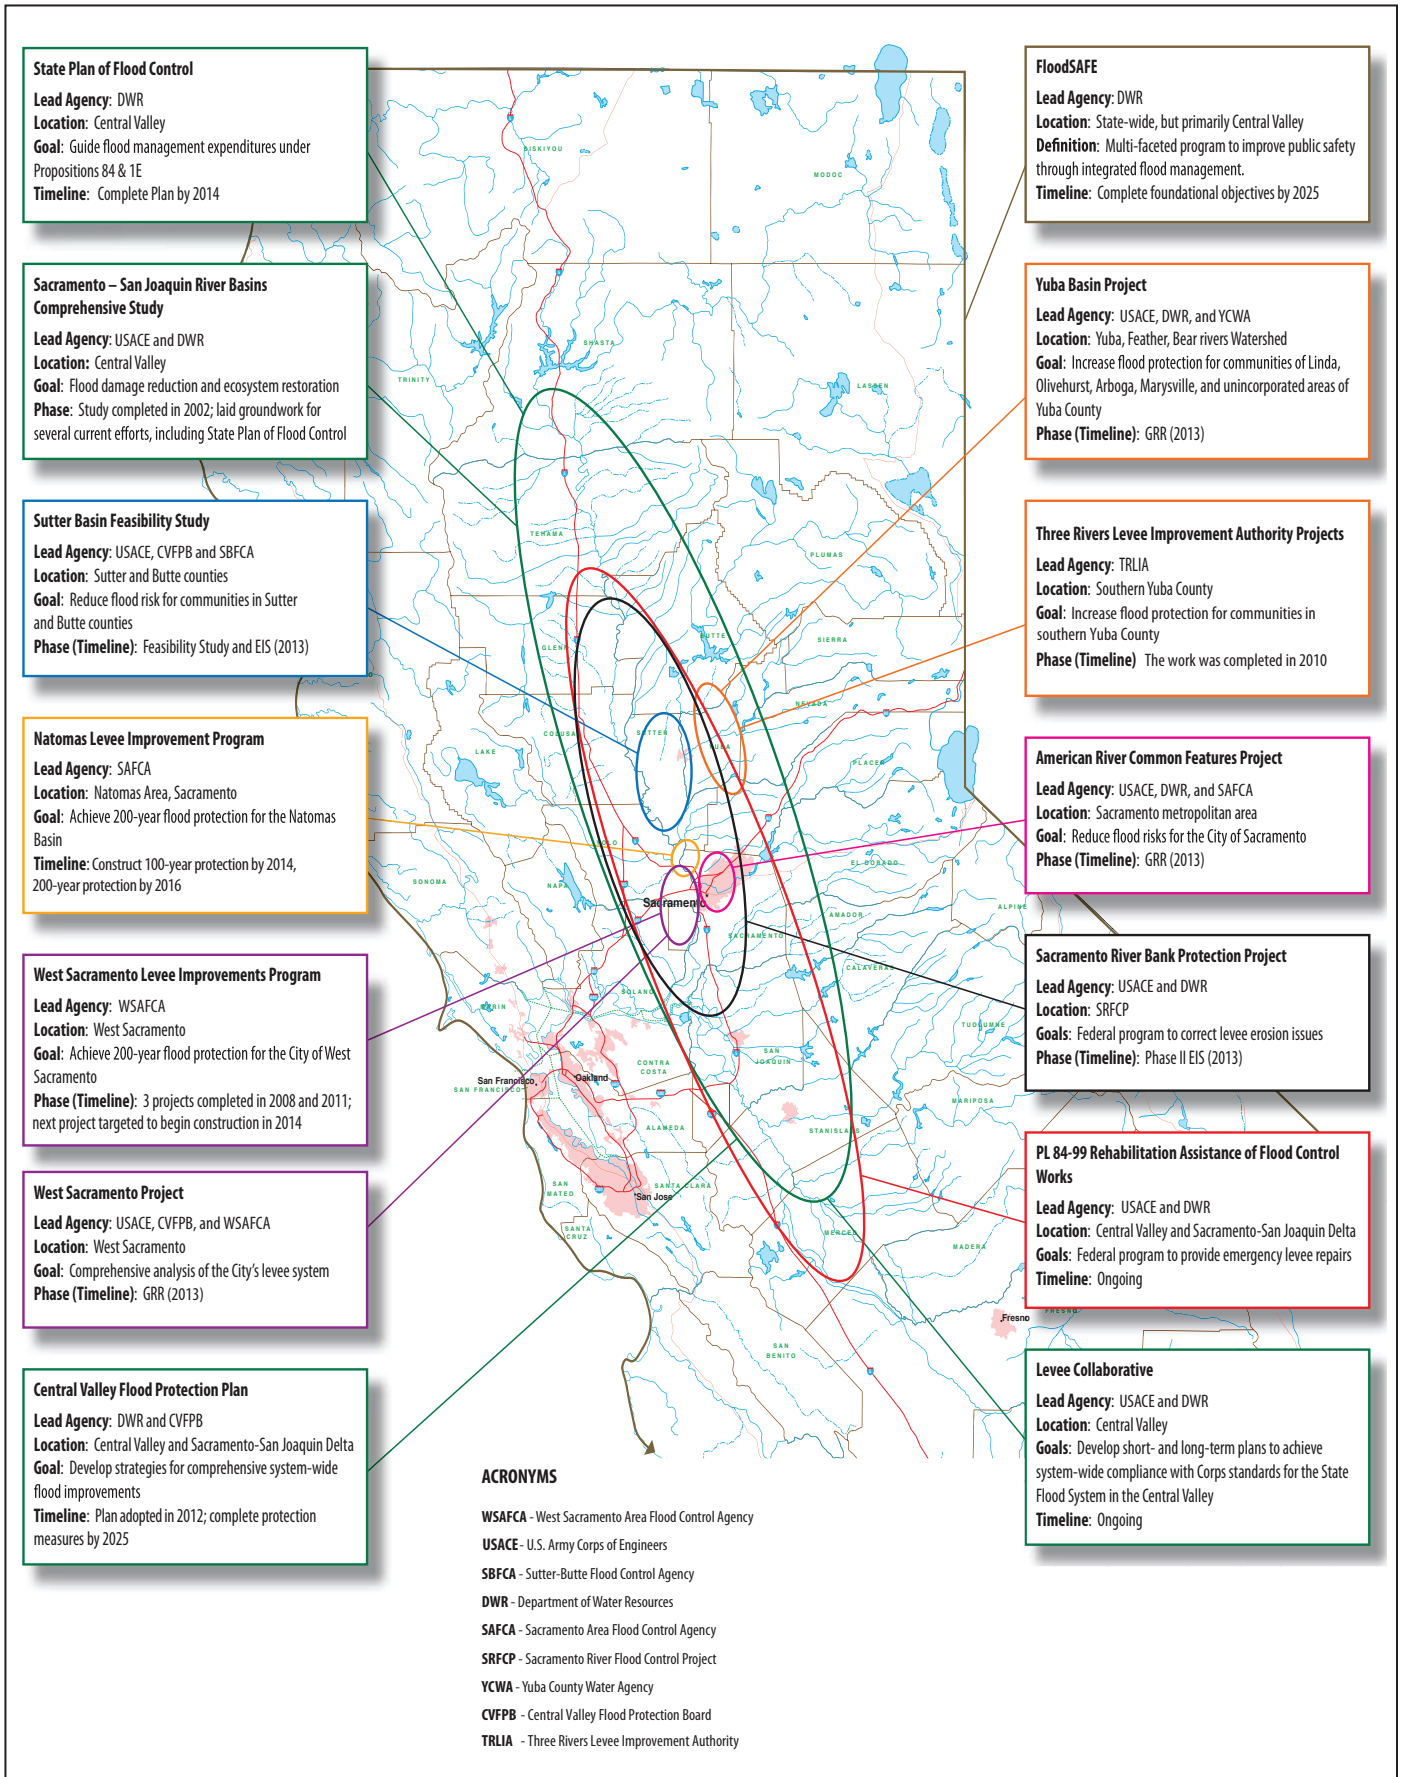 State Plan of Flood Control
Lead Agency: DWR
Location: Central Valley
Goal: Guide flood management expenditures under
Propositions 84 & 1E
Timeline: Complete Plan by 2014
Sacramento – San Joaquin River Basins
Comprehensive Study
Lead Agency: USACE and DWR
Location: Central Valley
Goal: Flood damage reduction and ecosystem restoration
Phase: Study completed in 2002; laid groundwork for
several current efforts, including State Plan of Flood Control
Sutter Basin Feasibility Study
Lead Agency: USACE, CVFPB and SBFCA
Location: Sutter and Butte counties
Goal: Reduce flood risk for communities in Sutter
and Butte counties
Phase (Timeline): Feasibility Study and EIS (2013)
Natomas Levee Improvement Program
Lead Agency: SAFCA
Location: Natomas Area, Sacramento
Goal: Achieve 200-year flood protection for the Natomas
Basin
Timeline: Construct 100-year protection by 2014,
200-year protection by 2016
West Sacramento Levee Improvements Program
Lead Agency: WSAFCA
Location: West Sacramento
Goal: Achieve 200-year flood protection for the City of West
Sacramento
Phase (Timeline): 3 projects completed in 2008 and 2011;
next project targeted to begin construction in 2014
West Sacramento Project
Lead Agency: USACE, CVFPB, and WSAFCA
Location: West Sacramento
Goal: Comprehensive analysis of the City's levee system
Phase (Timeline): GRR (2013)
Central Valley Flood Protection Plan
Lead Agency: DWR and CVFPB
Location: Central Valley and Sacramento-San Joaquin Delta
Goal: Develop strategies for comprehensive system-wide
flood improvements
Timeline: Plan adopted in 2012; complete protection
measures by 2025
FloodSAFE
Lead Agency: DWR
Location: State-wide, but primarily Central Valley
Definition: Multi-faceted program to improve public safety
through integrated flood management.
Timeline: Complete foundational objectives by 2025
Yuba Basin Project
Lead Agency: USACE, DWR, and YCWA
Location: Yuba, Feather, Bear rivers Watershed
Goal: Increase flood protection for communities of Linda,
Olivehurst, Arboga, Marysville, and unincorporated areas of
Yuba County
Phase (Timeline): GRR (2013)
Three Rivers Levee Improvement Authority Projects
Lead Agency: TRLIA
Location: Southern Yuba County
Goal: Increase flood protection for communities in
southern Yuba County
Phase (Timeline) The work was completed in 2010
American River Common Features Project
Lead Agency: USACE, DWR, and SAFCA
Location: Sacramento metropolitan area
Goal: Reduce flood risks for the City of Sacramento
Phase (Timeline): GRR (2013)
Sacramento River Bank Protection Project
Lead Agency: USACE and DWR
Location: SRFCP
Goals: Federal program to correct levee erosion issues
Phase (Timeline): Phase II EIS (2013)
PL 84-99 Rehabilitation Assistance of Flood Control
Works
Lead Agency: USACE and DWR
Location: Central Valley and Sacramento-San Joaquin Delta
Goals: Federal program to provide emergency levee repairs
Timeline: Ongoing
Levee Collaborative
Lead Agency: USACE and DWR
Location: Central Valley
Goals: Develop short- and long-term plans to achieve
system-wide compliance with Corps standards for the State
Flood System in the Central Valley
Timeline: Ongoing
SISKIYOU
MODOC
SHASTA
TRINITY
LASSEN
TEHAMA
PLUMAS
BUTTE
GLENN
SIERRA
NEVADA
COLUSA
SUTTER
YUBA
LAKE
PLACER
YOLO
EL DORADO
SONOMA
NAPA
Sacramento
ALPINE
AMADOR
SACRAMENTO
CALAVERAS
SOLANO
MARIN
TUOLUMNE
SAN
JOAQUIN
CONTRA
COSTA
San Francisco
Oakland
SAN FRANCISCO
MARIPOSA
ALAMEDA
STANISLAUS
SAN
MATEO
SANTA CLARA
San Jose
SANTA
CRUZ
MERCED
MADERA
FRESNO
Fresno
SAN
BENITO
ACRONYMS
WSAFCA - West Sacramento Area Flood Control Agency
USACE - U.S. Army Corps of Engineers
SBFCA - Sutter-Butte Flood Control Agency
DWR - Department of Water Resources
SAFCA - Sacramento Area Flood Control Agency
SRFCP - Sacramento River Flood Control Project
YCWA - Yuba County Water Agency
CVFPB - Central Valley Flood Protection Board
TRLIA - Three Rivers Levee Improvement Authority